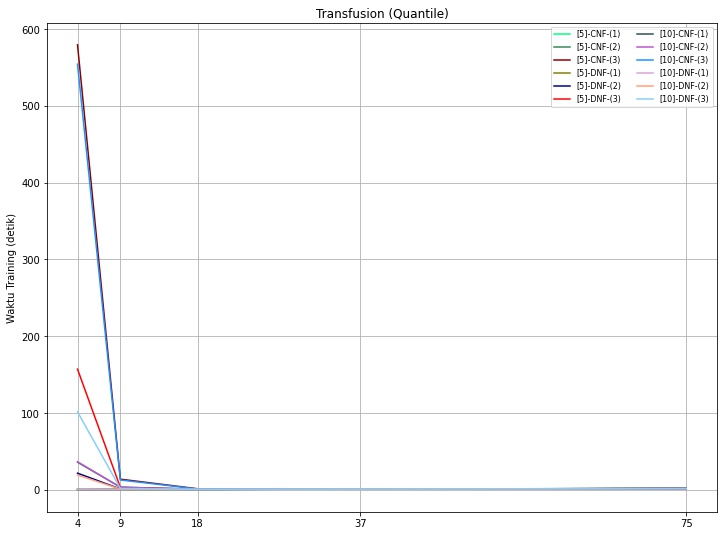 Transfusion (Quantile)
[5]-CNF-(1) [10]-CNF-(1)
[5]-CNF-(2) [10]-CNF-(2)
[5]-CNF-(3) [10]-CNF-(3)
[5]-DNF-(1) [10]-DNF-(1)
[5]-DNF-(2) [10]-DNF-(2)
[5]-DNF-(3) [10]-DNF-(3)
Waktu Training (detik)
600
500
400
300
200
100
0
4 9 18 37 75